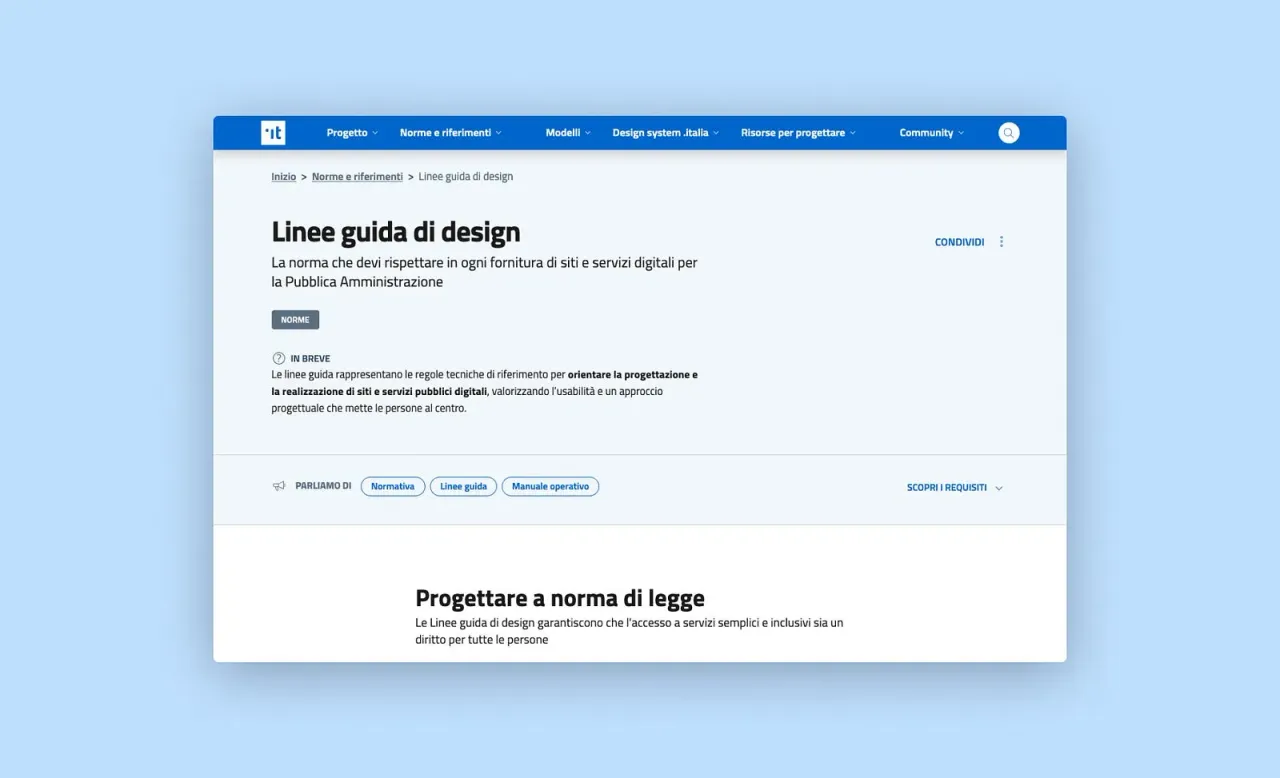 ·it
Progetto Norme e riferimenti Modelli Design system .italia Risorse per progettare Community
Inizio > Norme e riferimenti > Linee guida di design
Linee guida di design
CONDIVIDI
La norma che devi rispettare in ogni fornitura di siti e servizi digitali per
la Pubblica Amministrazione
NORME
IN BREVE
Le linee guida rappresentano le regole tecniche di riferimento per orientare la progettazione e
la realizzazione di siti e servizi pubblici digitali, valorizzando l'usabilità e un approccio
progettuale che mette le persone al centro.
PARLIAMO DI Normativa Linee guida Manuale operativo SCOPRI I REQUISITI
Progettare a norma di legge
Le Linee guida di design garantiscono che l'accesso a servizi semplici e inclusivi sia un
diritto per tutte le persone